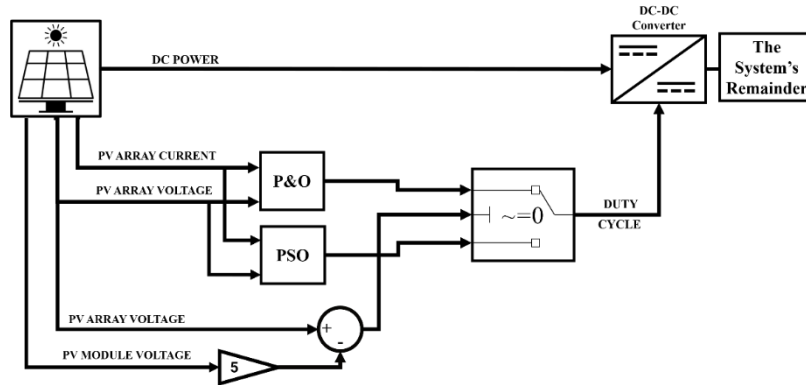 DC-DC
Converter
DC POWER
The
System's
Remainder
PV ARRAY CURRENT
P&O
PV ARRAY VOLTAGE
~=0
DUTY
CYCLE
PSO
PV ARRAY VOLTAGE
+
-
PV MODULE VOLTAGE
5